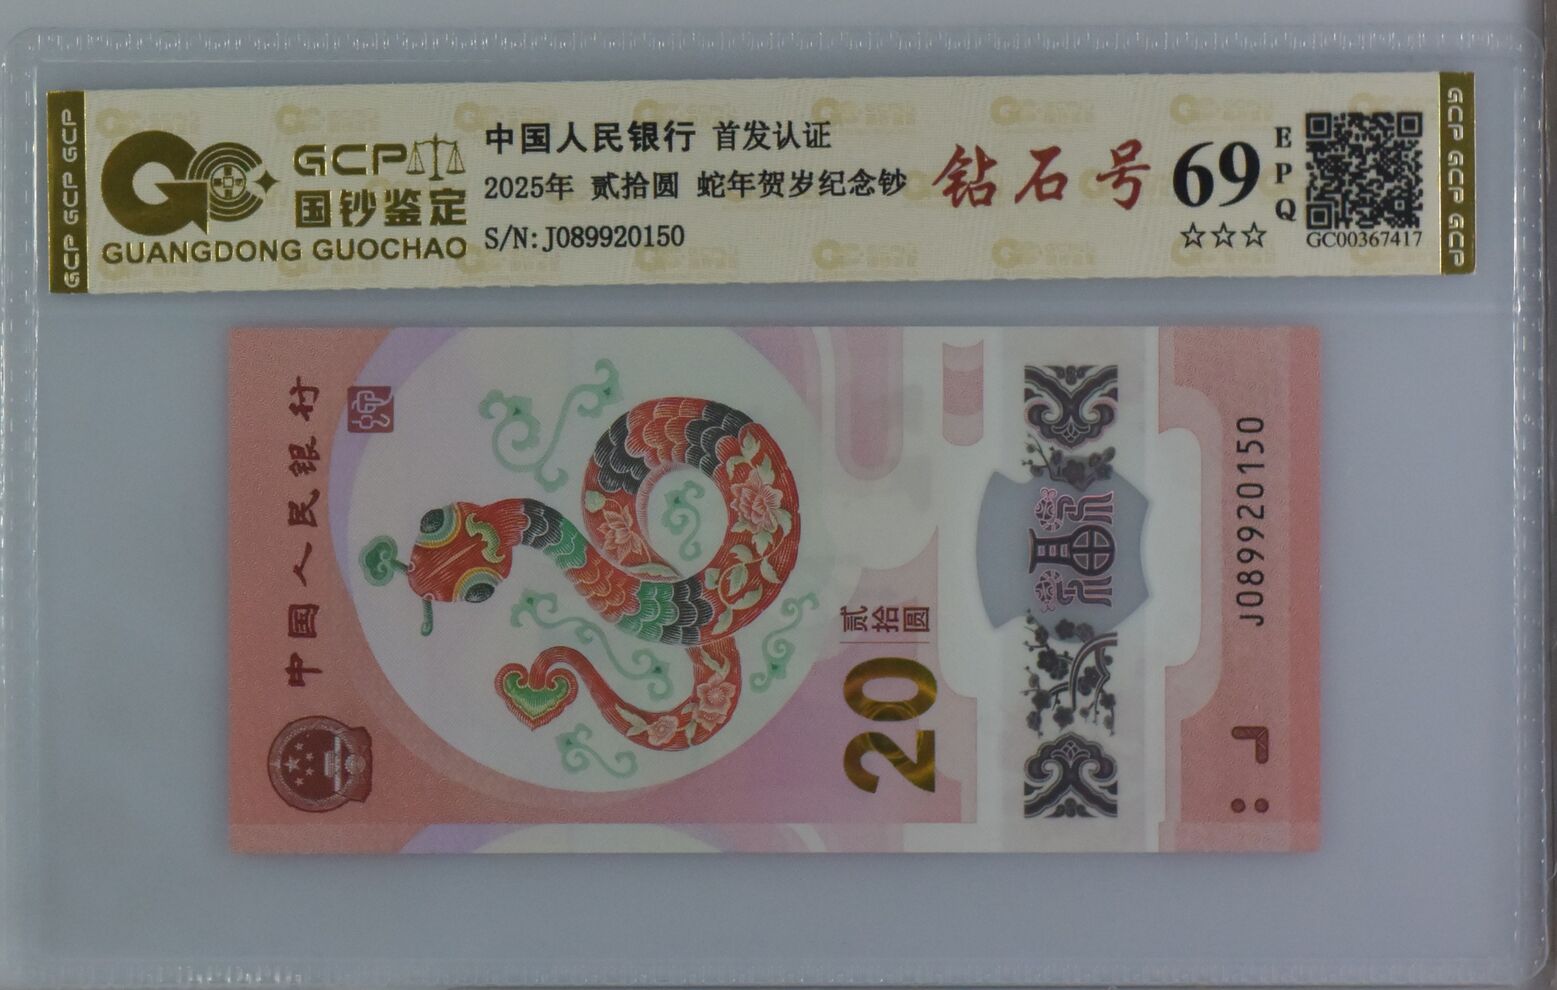 GCP GCP GCP
GCP
国钞鉴定
GUANGDONG GUOCHAO
中国人民银行 首发认证
2025年 贰拾圆 蛇年贺岁纪念钞
S/N:J089920150
钻石号
69
EPQ
☆☆☆
GC00367417
GCP GCP GCP
中国人民银行
蛇
20
贰拾圆
福
J089920150